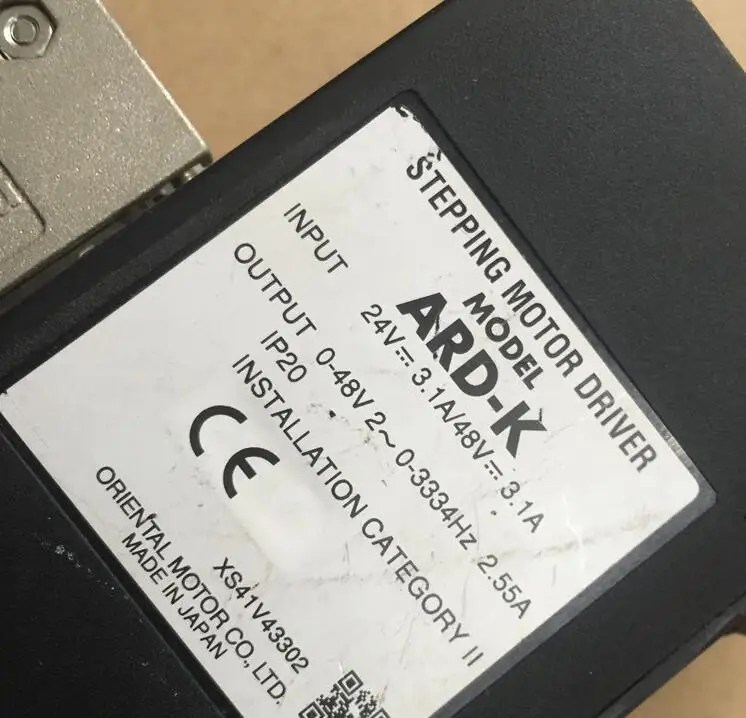 STEPPING MOTOR DRIVER
MODEL
ARD-K
INPUT 24V⎓ 3.1A/48V⎓ 3.1A
OUTPUT 0-48V 2~ 0-3334Hz 2.55A
IP20
INSTALLATION CATEGORY II
CE
XS41V43302
ORIENTAL MOTOR CO., LTD.
MADE IN JAPAN